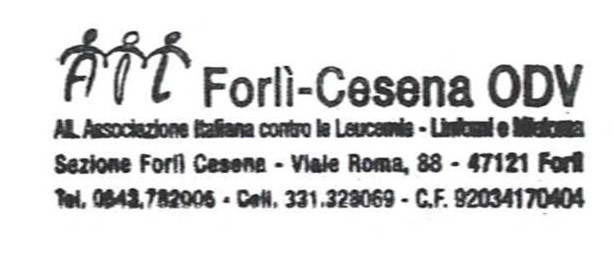 AIL Forlì-Cesena ODV
AIL Associazione Italiana contro le Leucemie - Linfomi e Mieloma
Sezione Forlì Cesena - Viale Roma, 88 - 47121 Forlì
Tel. 0543.782005 - Cell. 331.328069 - C.F. 92034170404